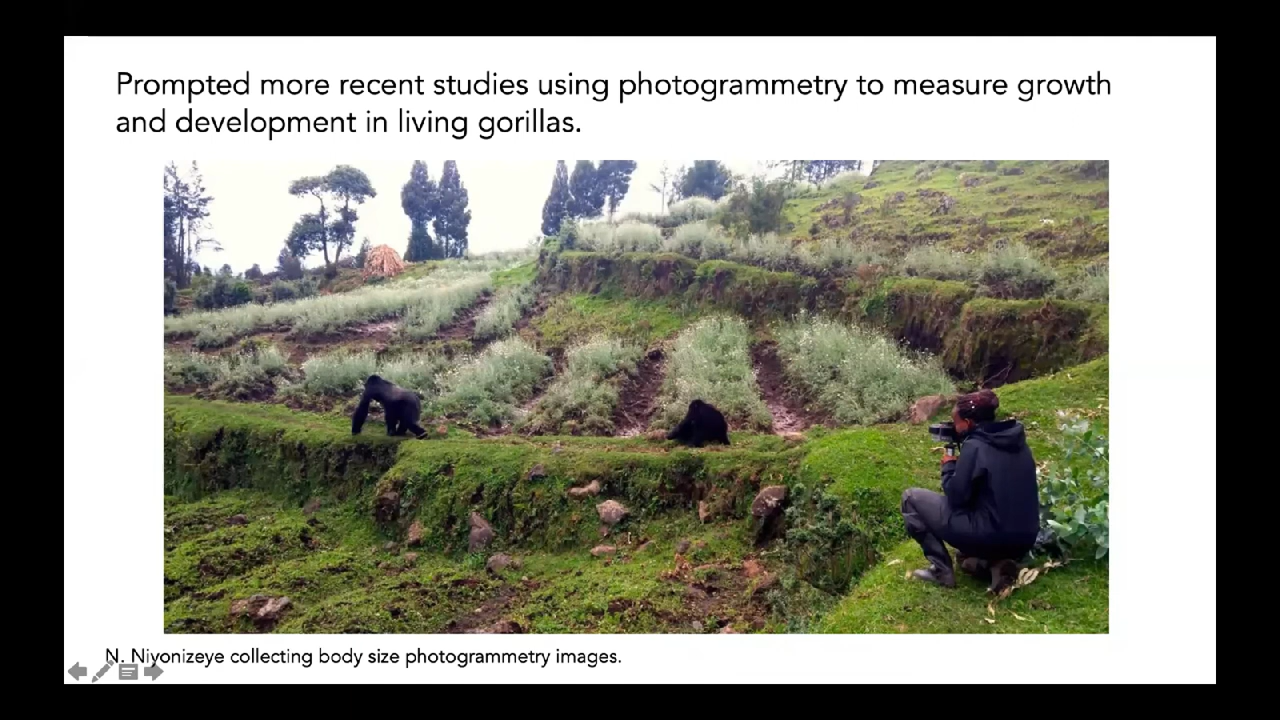 Prompted more recent studies using photogrammetry to measure growth
and development in living gorillas.
N. Niyonizeye collecting body size photogrammetry images.